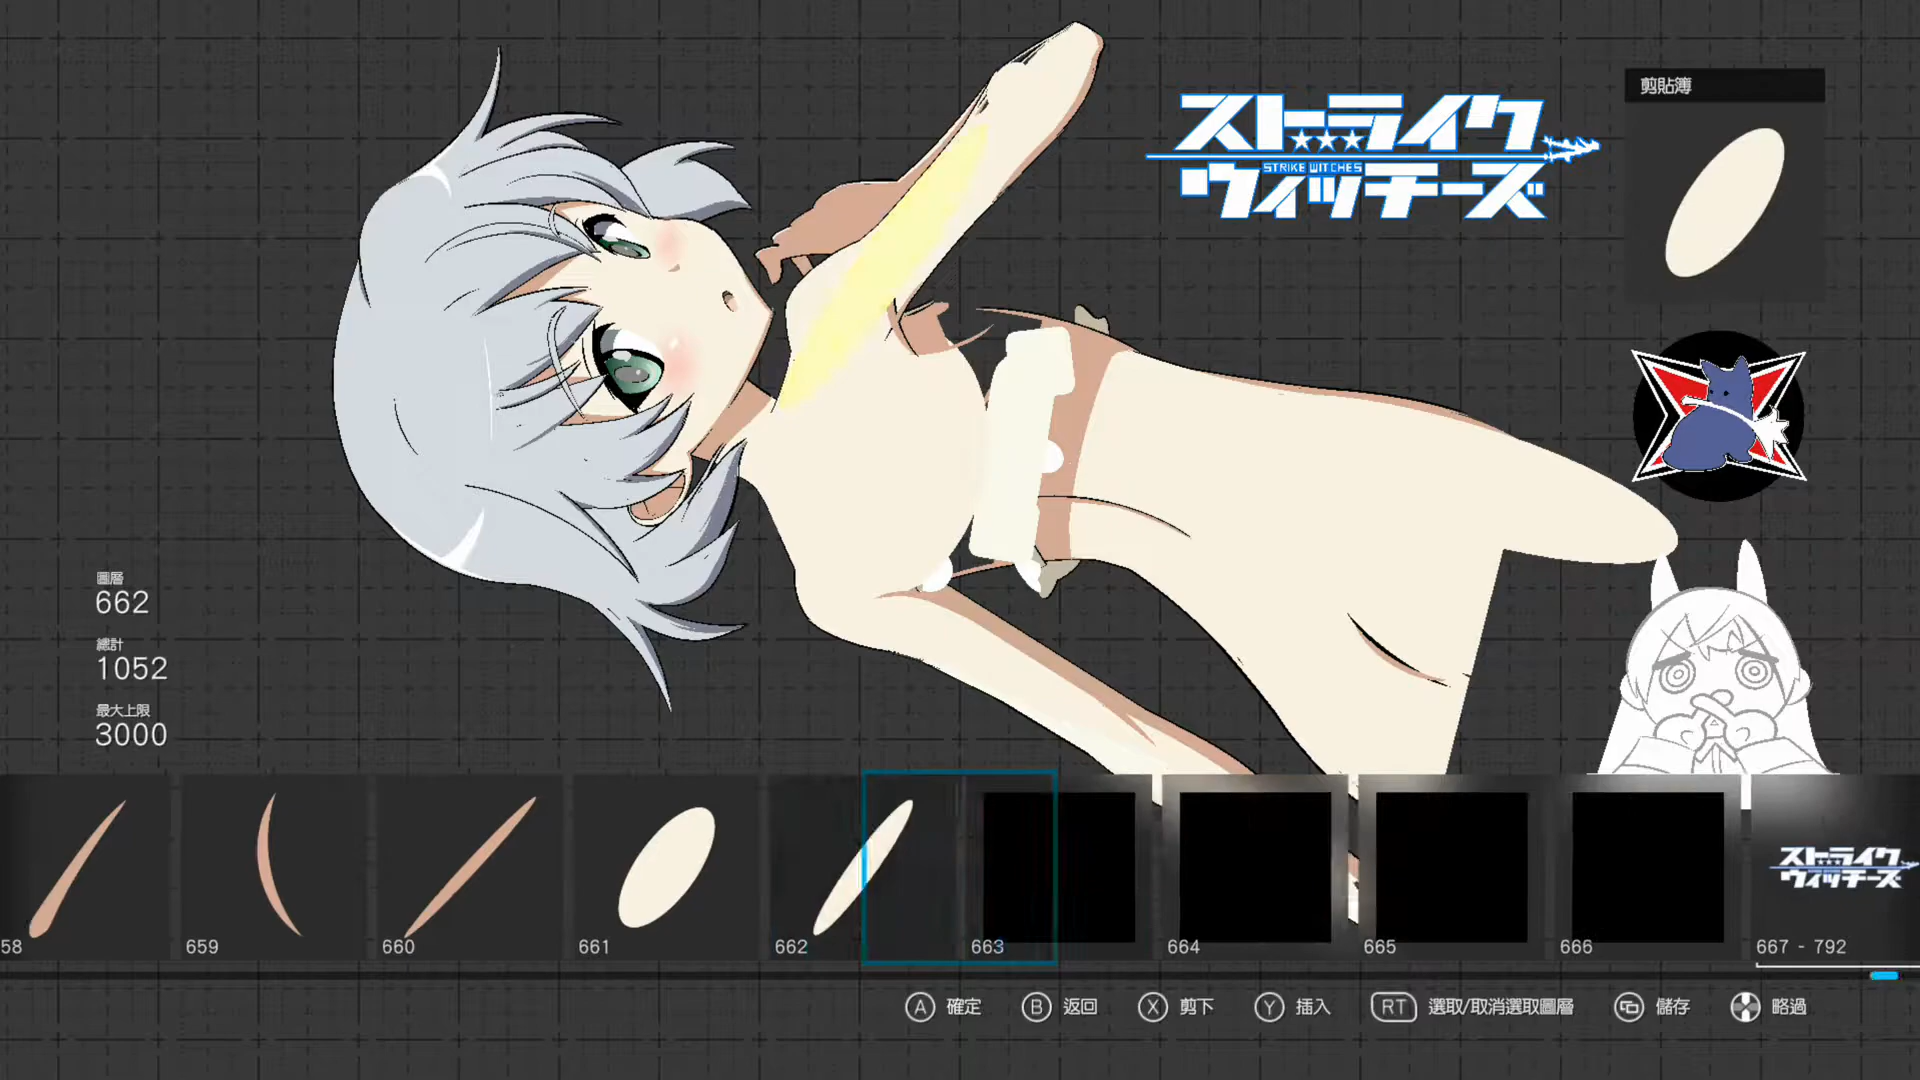 ストライク
STRIKE WITCHES
ウィッチーズ
剪貼簿
圖層
662
總計
1052
最大上限
3000
58
659
660
661
662
663
664
665
666
667 - 792
ストライク
ウィッチーズ
A 確定
B 返回
X 剪下
Y 插入
RT 選取/取消選取圖層
儲存
略過